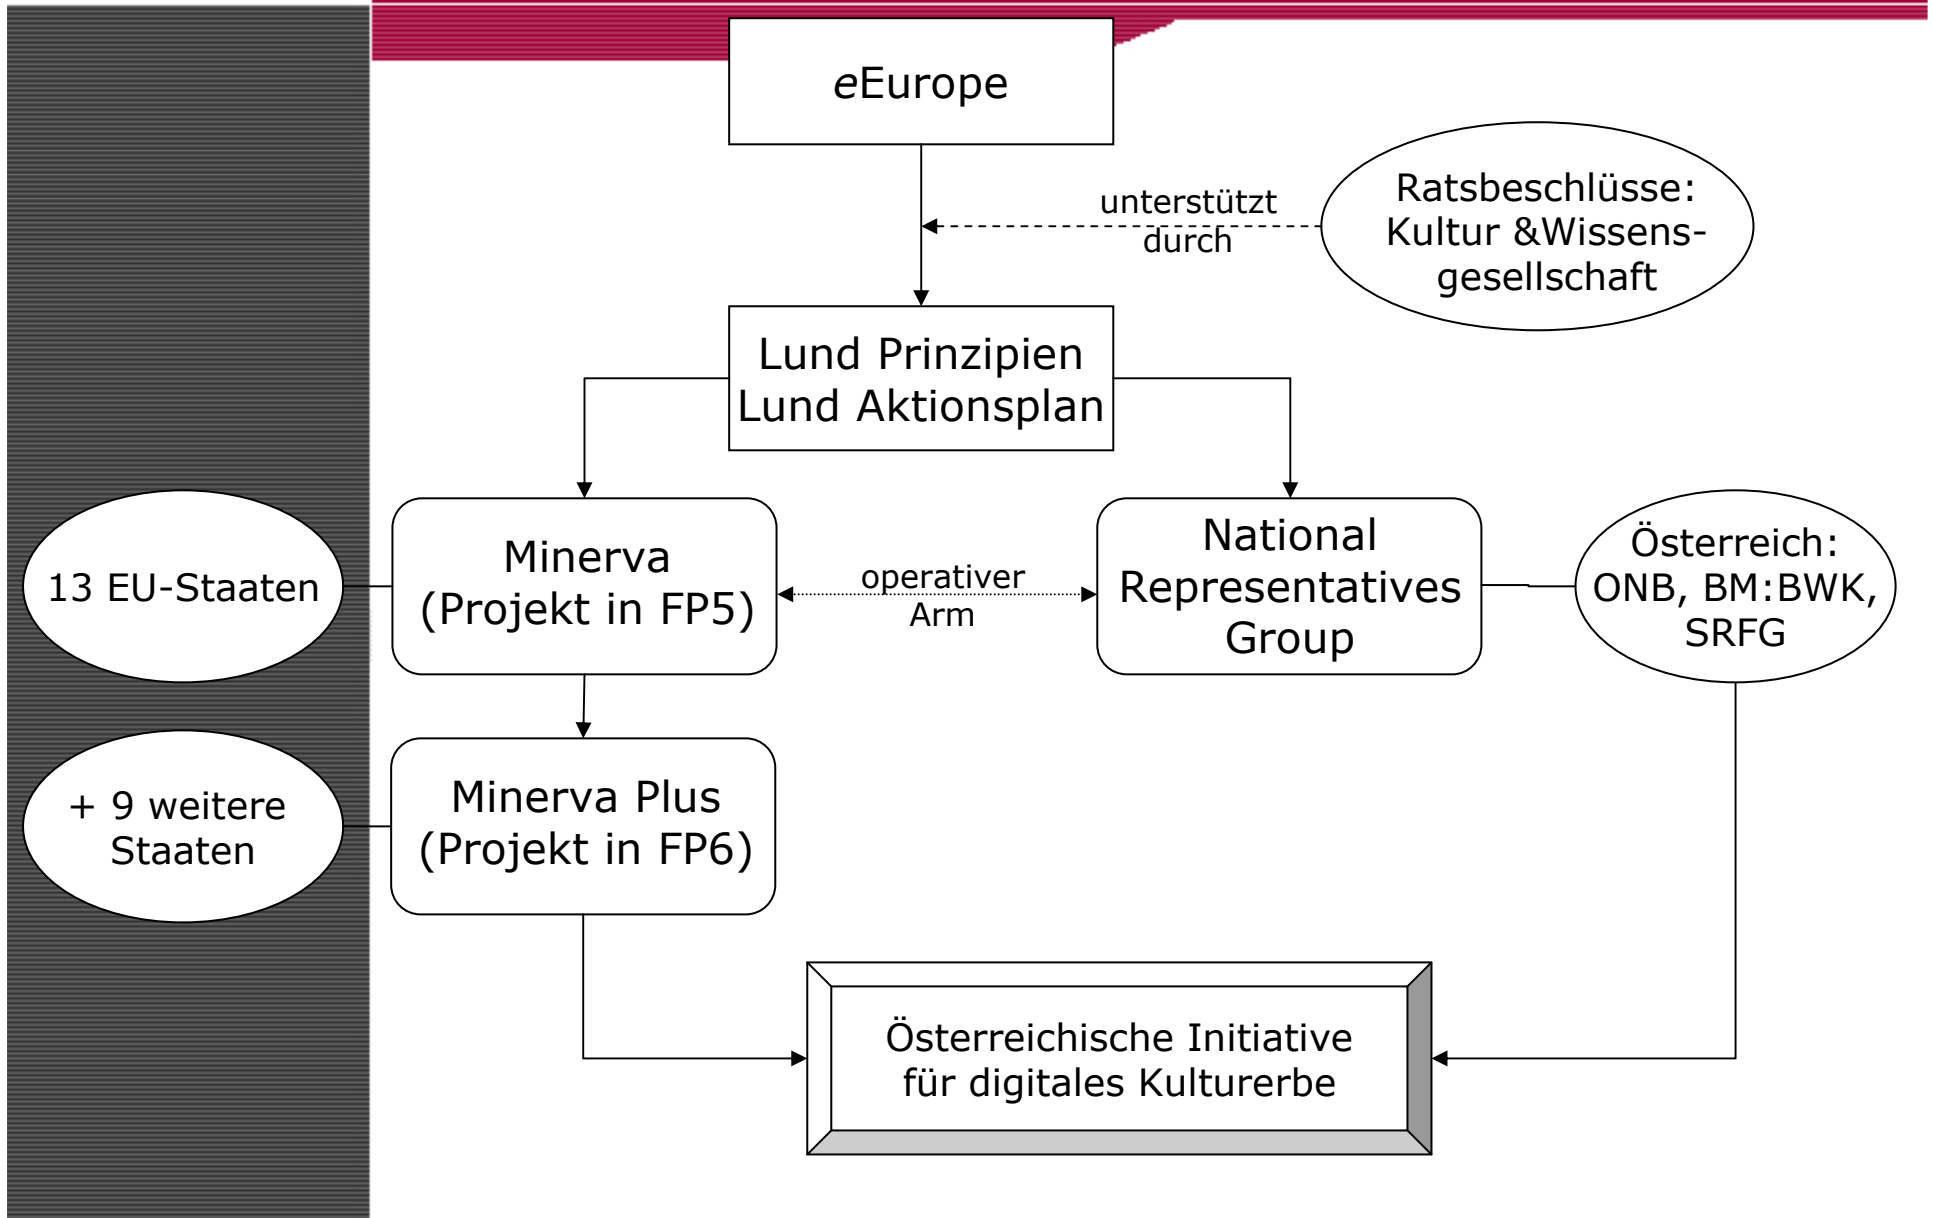 eEurope
unterstützt
durch
Ratsbeschlüsse:
Kultur &Wissens-
gesellschaft
Lund Prinzipien
Lund Aktionsplan
13 EU-Staaten
Minerva
(Projekt in FP5)
operativer
Arm
National
Representatives
Group
Österreich:
ONB, BM:BWK,
SRFG
+ 9 weitere
Staaten
Minerva Plus
(Projekt in FP6)
Österreichische Initiative
für digitales Kulturerbe